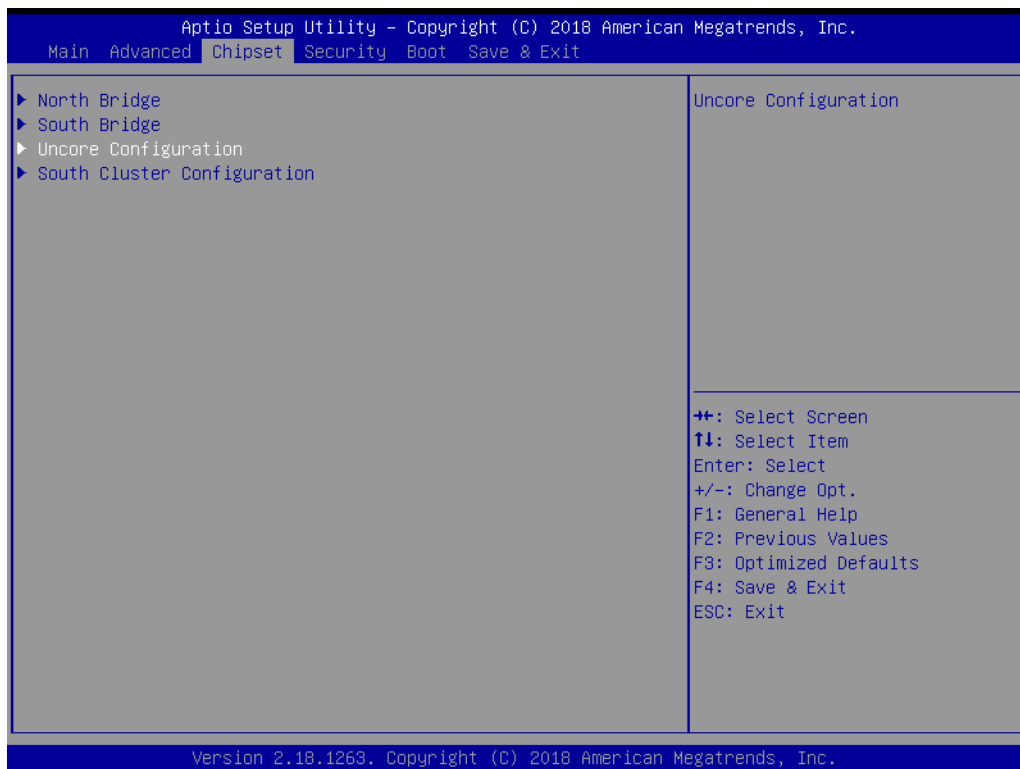 Aptio Setup Utility – Copyright (C) 2018 American Megatrends, Inc.
Main Advanced Chipset Security Boot Save & Exit
▶ North Bridge
▶ South Bridge
▶ Uncore Configuration
▶ South Cluster Configuration
Uncore Configuration
→←: Select Screen
↑↓: Select Item
Enter: Select
+/-: Change Opt.
F1: General Help
F2: Previous Values
F3: Optimized Defaults
F4: Save & Exit
ESC: Exit
Version 2.18.1263. Copyright (C) 2018 American Megatrends, Inc.